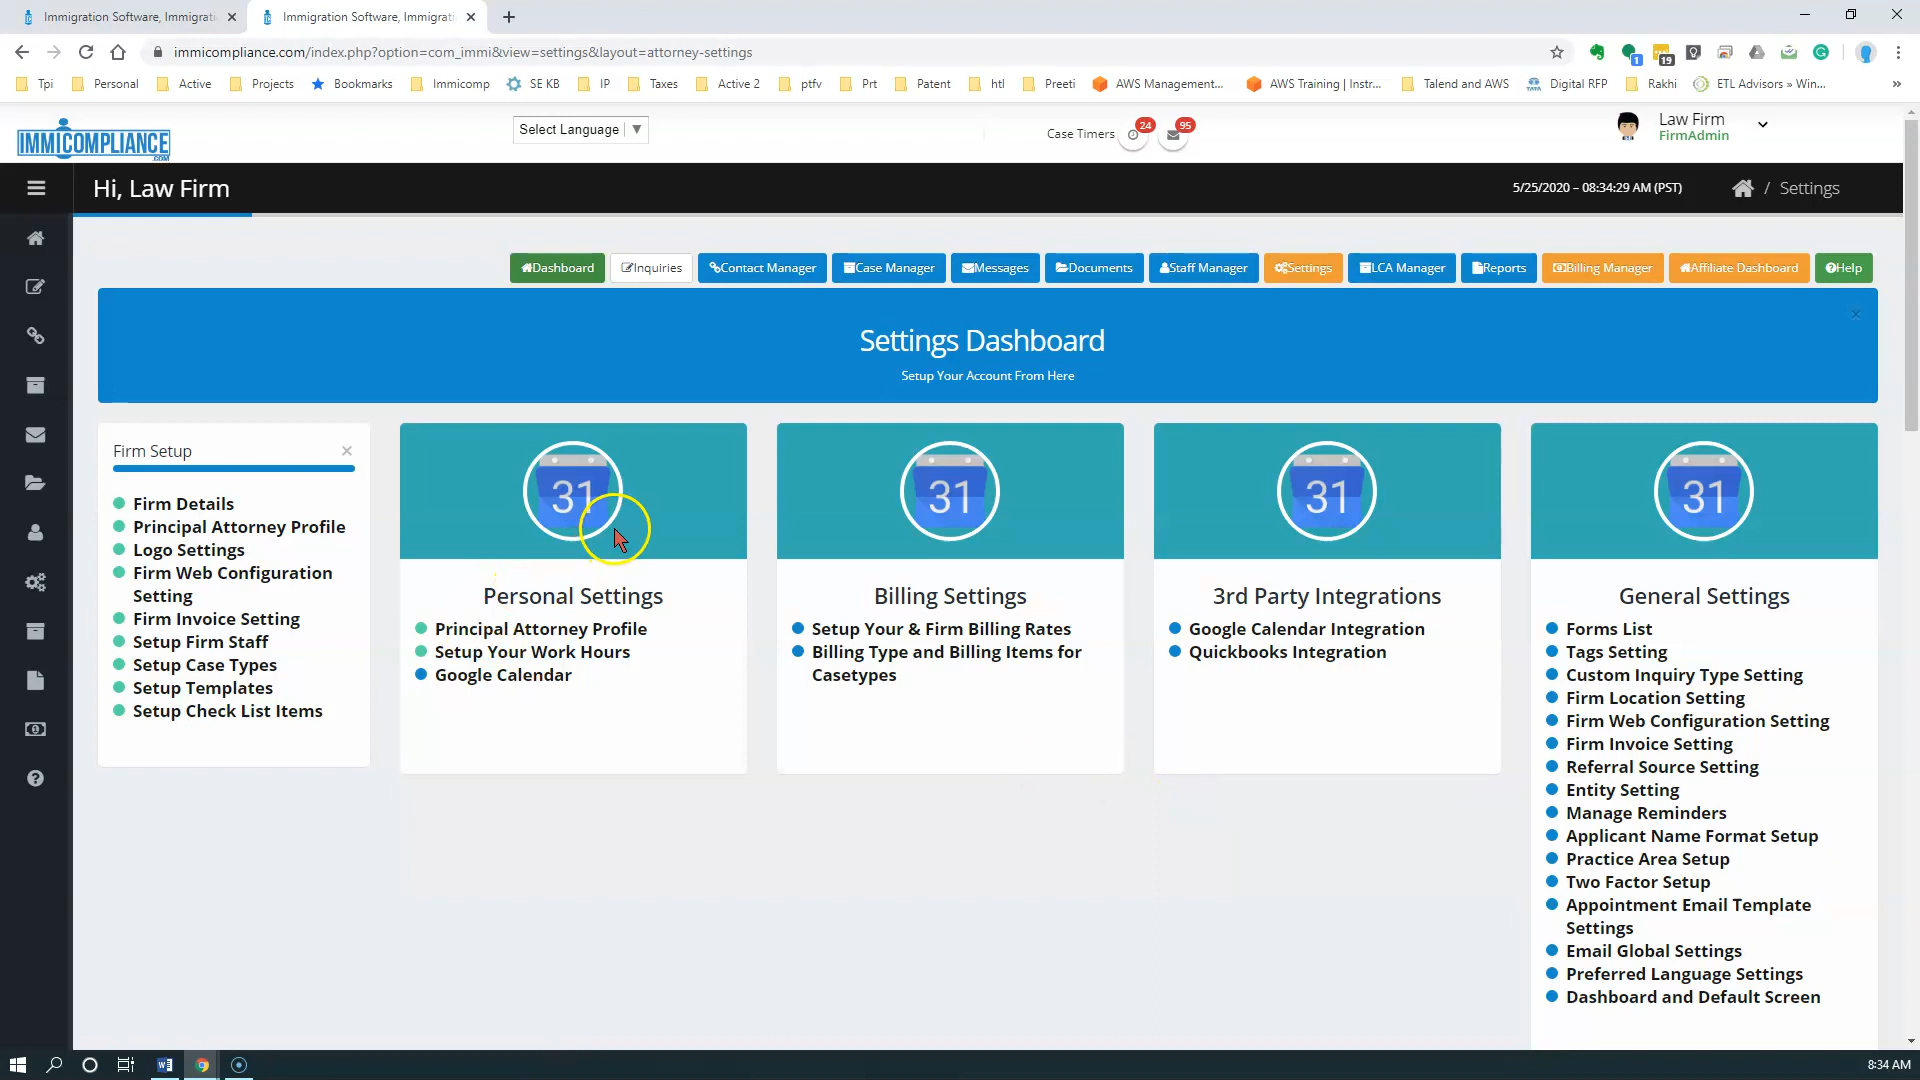 Immigration Software, Immigrati
Immigration Software, Immigrati
immicompliance.com/index.php?option=com_immi&view=settings&layout=attorney-settings
1
19
Tpi
Personal
Active
Projects
Bookmarks
Immicomp
SE KB
IP
Taxes
Active 2
ptfv
Prt
Patent
htl
Preeti
AWS Management...
AWS Training | Instr...
Talend and AWS
Digital RFP
Rakhi
ETL Advisors » Win...
»
IMMICOMPLIANCE
.COM
Select Language ▼
Case Timers
24
95
Law Firm
FirmAdmin
Hi, Law Firm
5/25/2020 – 08:34:29 AM (PST)
/ Settings
Dashboard
Inquiries
Contact Manager
Case Manager
Messages
Documents
Staff Manager
Settings
LCA Manager
Reports
Billing Manager
Affiliate Dashboard
Help
Settings Dashboard
Setup Your Account From Here
Firm Setup
Firm Details
Principal Attorney Profile
Logo Settings
Firm Web Configuration
Setting
Firm Invoice Setting
Setup Firm Staff
Setup Case Types
Setup Templates
Setup Check List Items
31
Personal Settings
Principal Attorney Profile
Setup Your Work Hours
Google Calendar
31
Billing Settings
Setup Your & Firm Billing Rates
Billing Type and Billing Items for
Casetypes
31
3rd Party Integrations
Google Calendar Integration
Quickbooks Integration
31
General Settings
Forms List
Tags Setting
Custom Inquiry Type Setting
Firm Location Setting
Firm Web Configuration Setting
Firm Invoice Setting
Referral Source Setting
Entity Setting
Manage Reminders
Applicant Name Format Setup
Practice Area Setup
Two Factor Setup
Appointment Email Template
Settings
Email Global Settings
Preferred Language Settings
Dashboard and Default Screen
8:34 AM